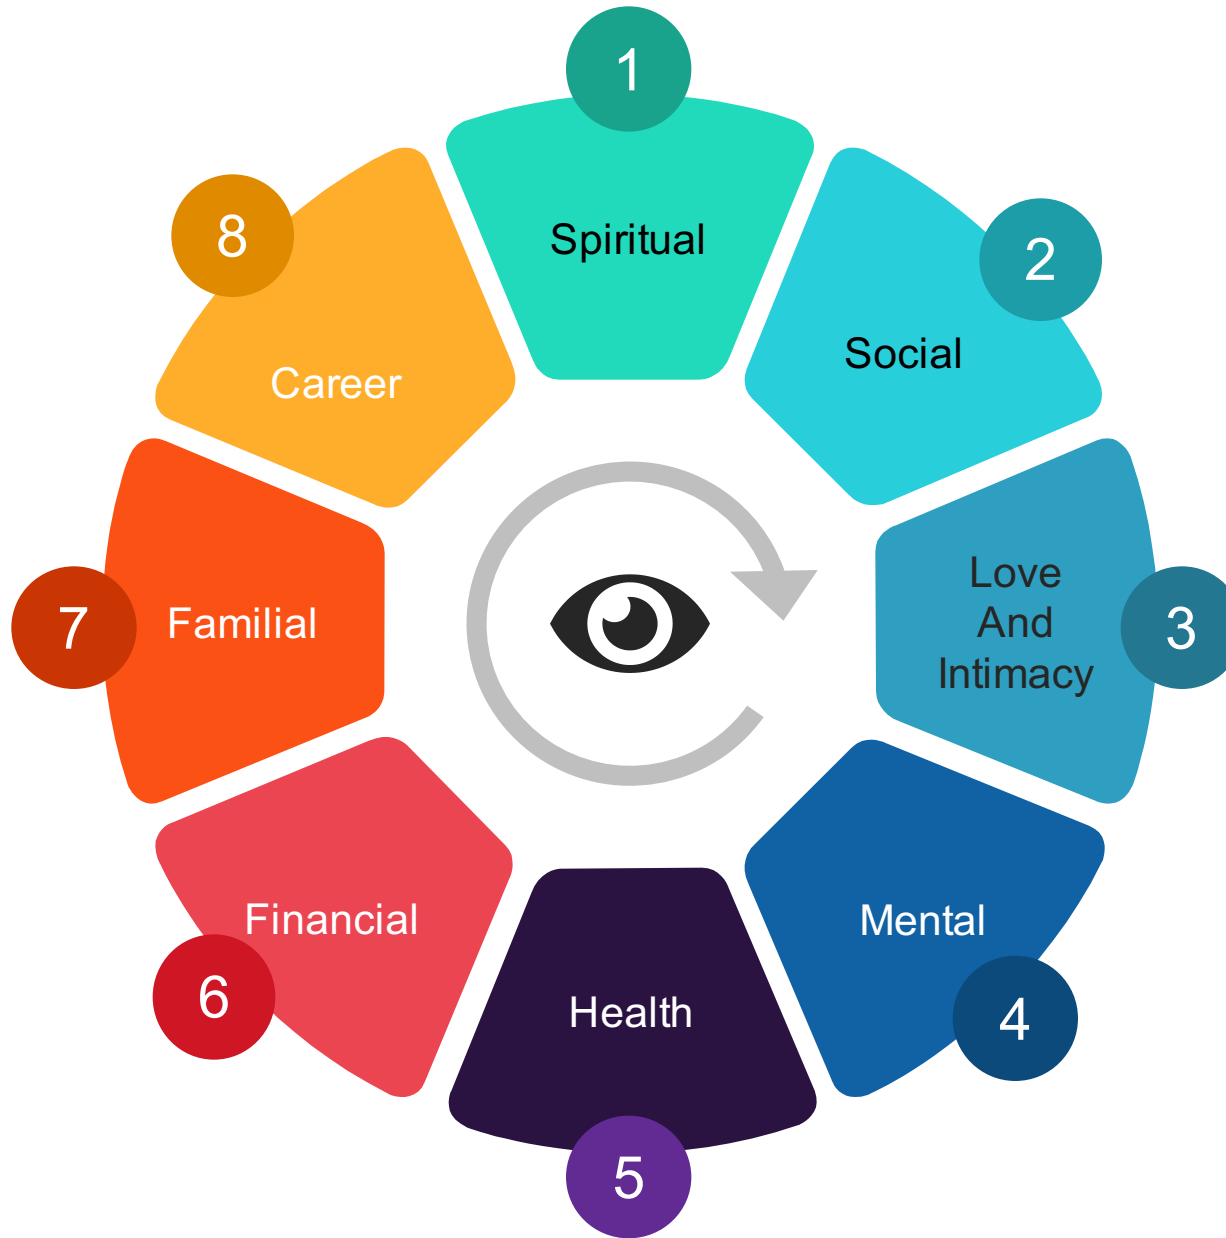 1
Spiritual
2
Social
3
Love
And
Intimacy
4
Mental
5
Health
6
Financial
7
Familial
8
Career